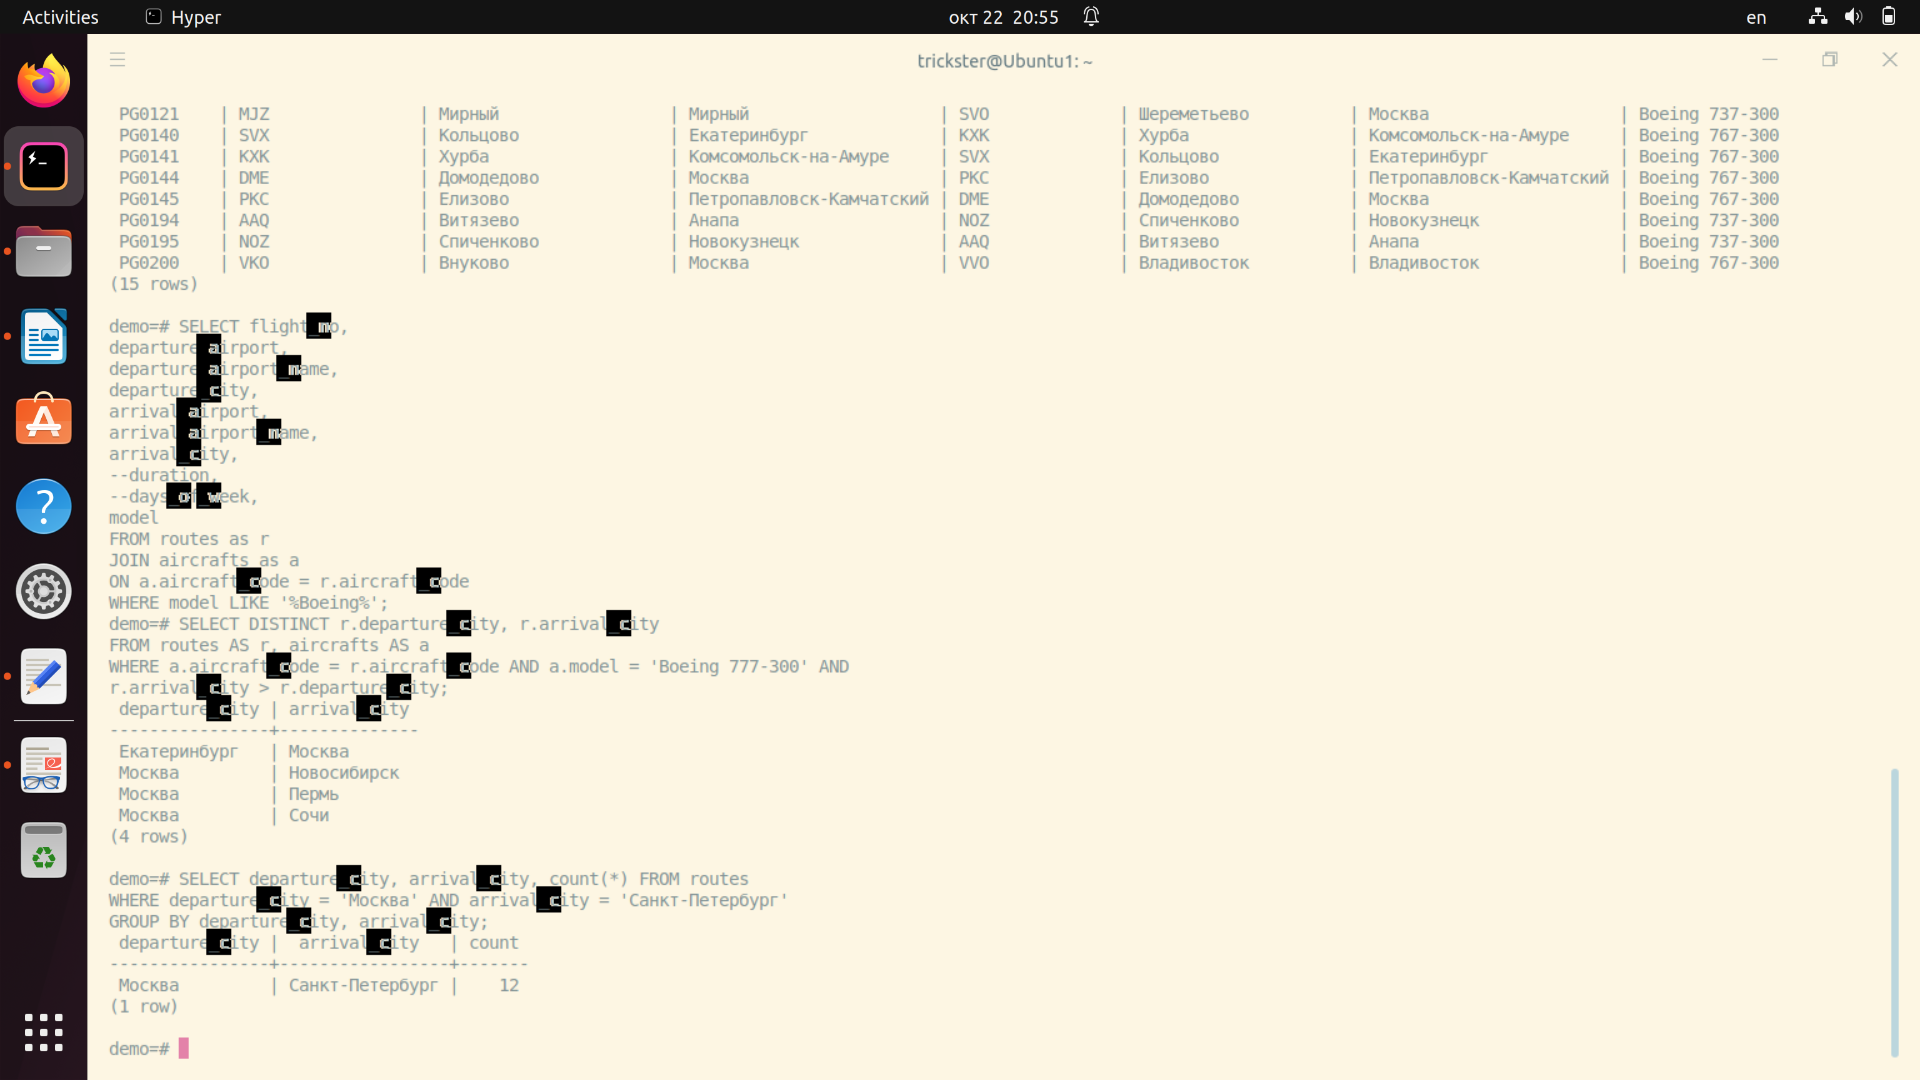 Activities Hyper окт 22 20:55 en
trickster@Ubuntu1: ~
PG0121 | MJZ | Мирный | Мирный | SVO | Шереметьево | Москва | Boeing 737-300
PG0140 | SVX | Кольцово | Екатеринбург | KXK | Хурба | Комсомольск-на-Амуре | Boeing 767-300
PG0141 | KXK | Хурба | Комсомольск-на-Амуре | SVX | Кольцово | Екатеринбург | Boeing 767-300
PG0144 | DME | Домодедово | Москва | PKC | Елизово | Петропавловск-Камчатский | Boeing 767-300
PG0145 | PKC | Елизово | Петропавловск-Камчатский | DME | Домодедово | Москва | Boeing 767-300
PG0194 | AAQ | Витязево | Анапа | NOZ | Спиченково | Новокузнецк | Boeing 737-300
PG0195 | NOZ | Спиченково | Новокузнецк | AAQ | Витязево | Анапа | Boeing 737-300
PG0200 | VKO | Внуково | Москва | VVO | Владивосток | Владивосток | Boeing 767-300
(15 rows)
demo=# SELECT flight_no,
departure_airport,
departure_airport_name,
departure_city,
arrival_airport,
arrival_airport_name,
arrival_city,
--duration,
--days_of_week,
model
FROM routes as r
JOIN aircrafts as a
ON a.aircraft_code = r.aircraft_code
WHERE model LIKE '%Boeing%';
demo=# SELECT DISTINCT r.departure_city, r.arrival_city
FROM routes AS r, aircrafts AS a
WHERE a.aircraft_code = r.aircraft_code AND a.model = 'Boeing 777-300' AND
r.arrival_city > r.departure_city;
departure_city | arrival_city
----------------+--------------
Екатеринбург | Москва
Москва | Новосибирск
Москва | Пермь
Москва | Сочи
(4 rows)
demo=# SELECT departure_city, arrival_city, count(*) FROM routes
WHERE departure_city = 'Москва' AND arrival_city = 'Санкт-Петербург'
GROUP BY departure_city, arrival_city;
departure_city | arrival_city | count
----------------+-----------------+-------
Москва | Санкт-Петербург | 12
(1 row)
demo=#